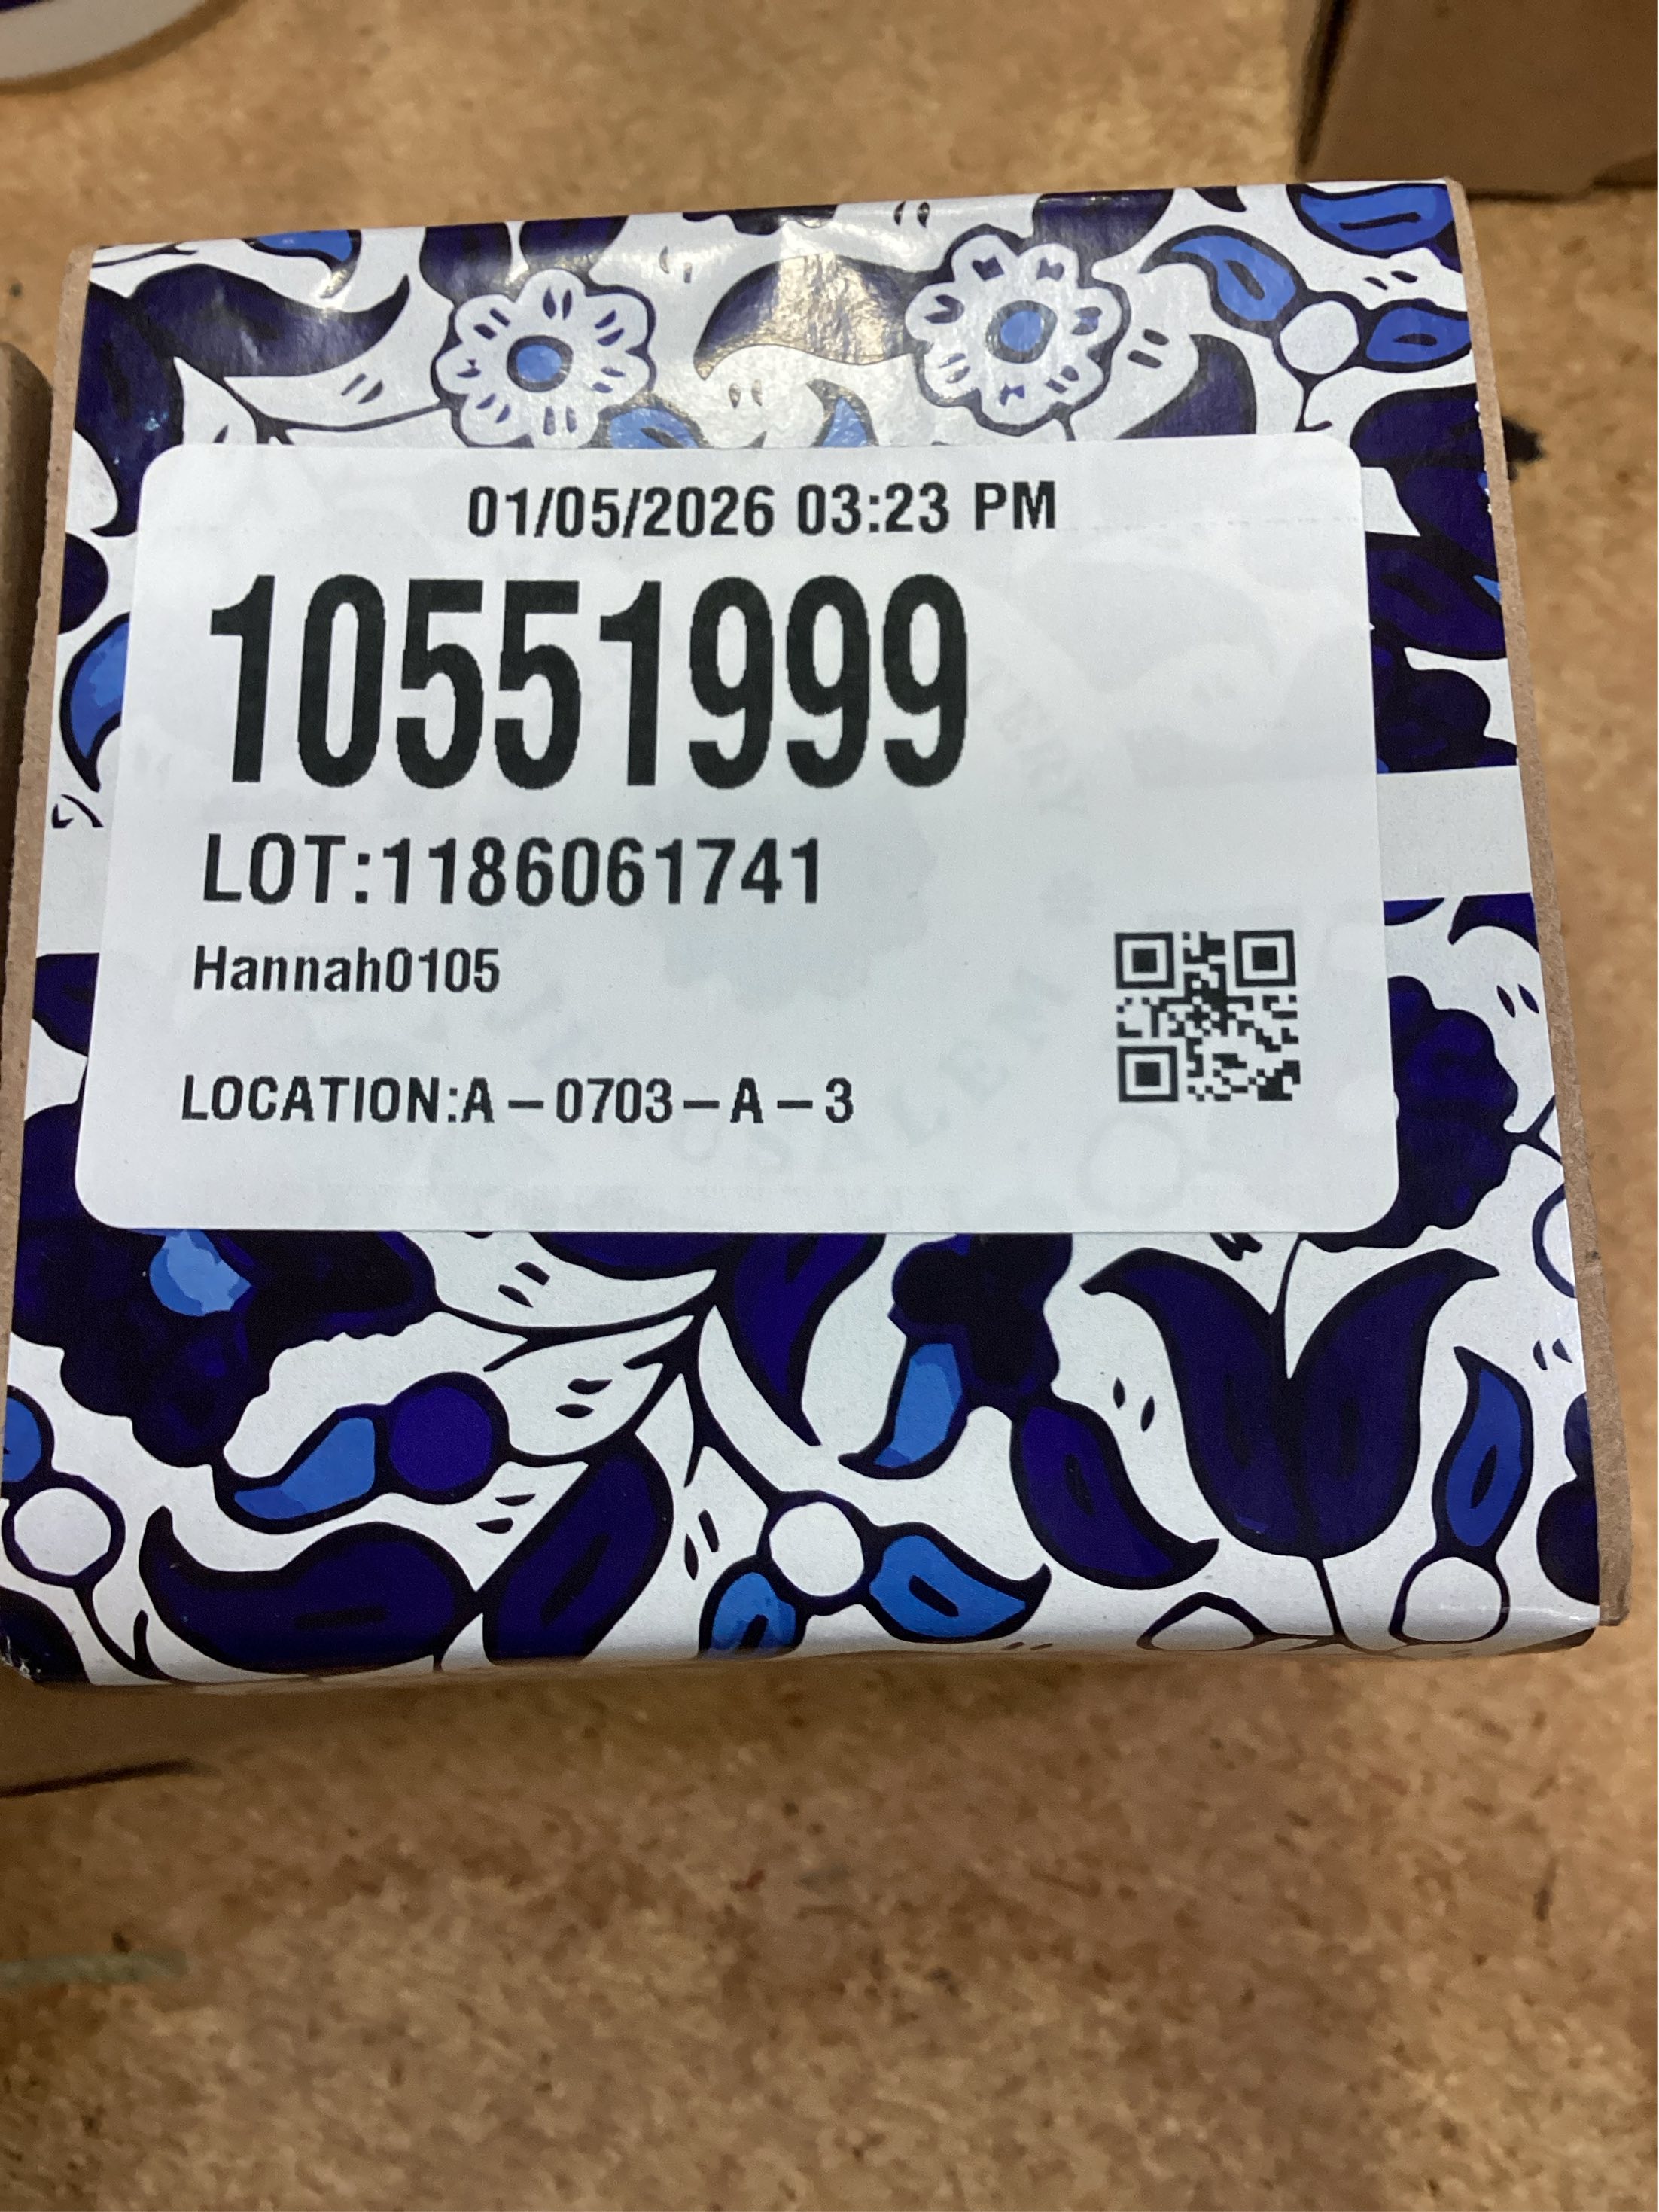 01/05/2026 03:23 PM
10551999
LOT:1186061741
Hannah0105
LOCATION:A-0703-A-3